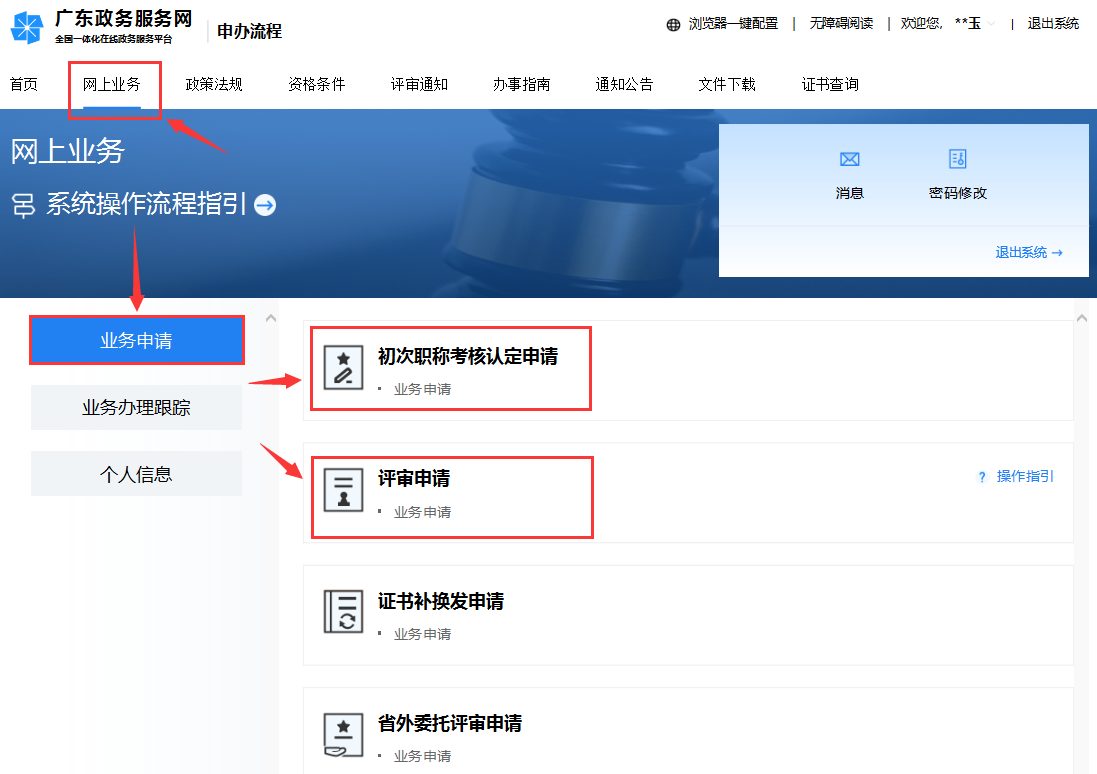 广东政务服务网
全国一体化在线政务服务平台
申办流程
浏览器一键配置 | 无障碍阅读 | 欢迎您, **玉 | 退出系统
首页 网上业务 政策法规 资格条件 评审通知 办事指南 通知公告 文件下载 证书查询
网上业务
系统操作流程指引
消息 密码修改
退出系统 →
业务申请
业务办理跟踪
个人信息
初次职称考核认定申请
· 业务申请
评审申请
· 业务申请
? 操作指引
证书补换发申请
· 业务申请
省外委托评审申请
· 业务申请